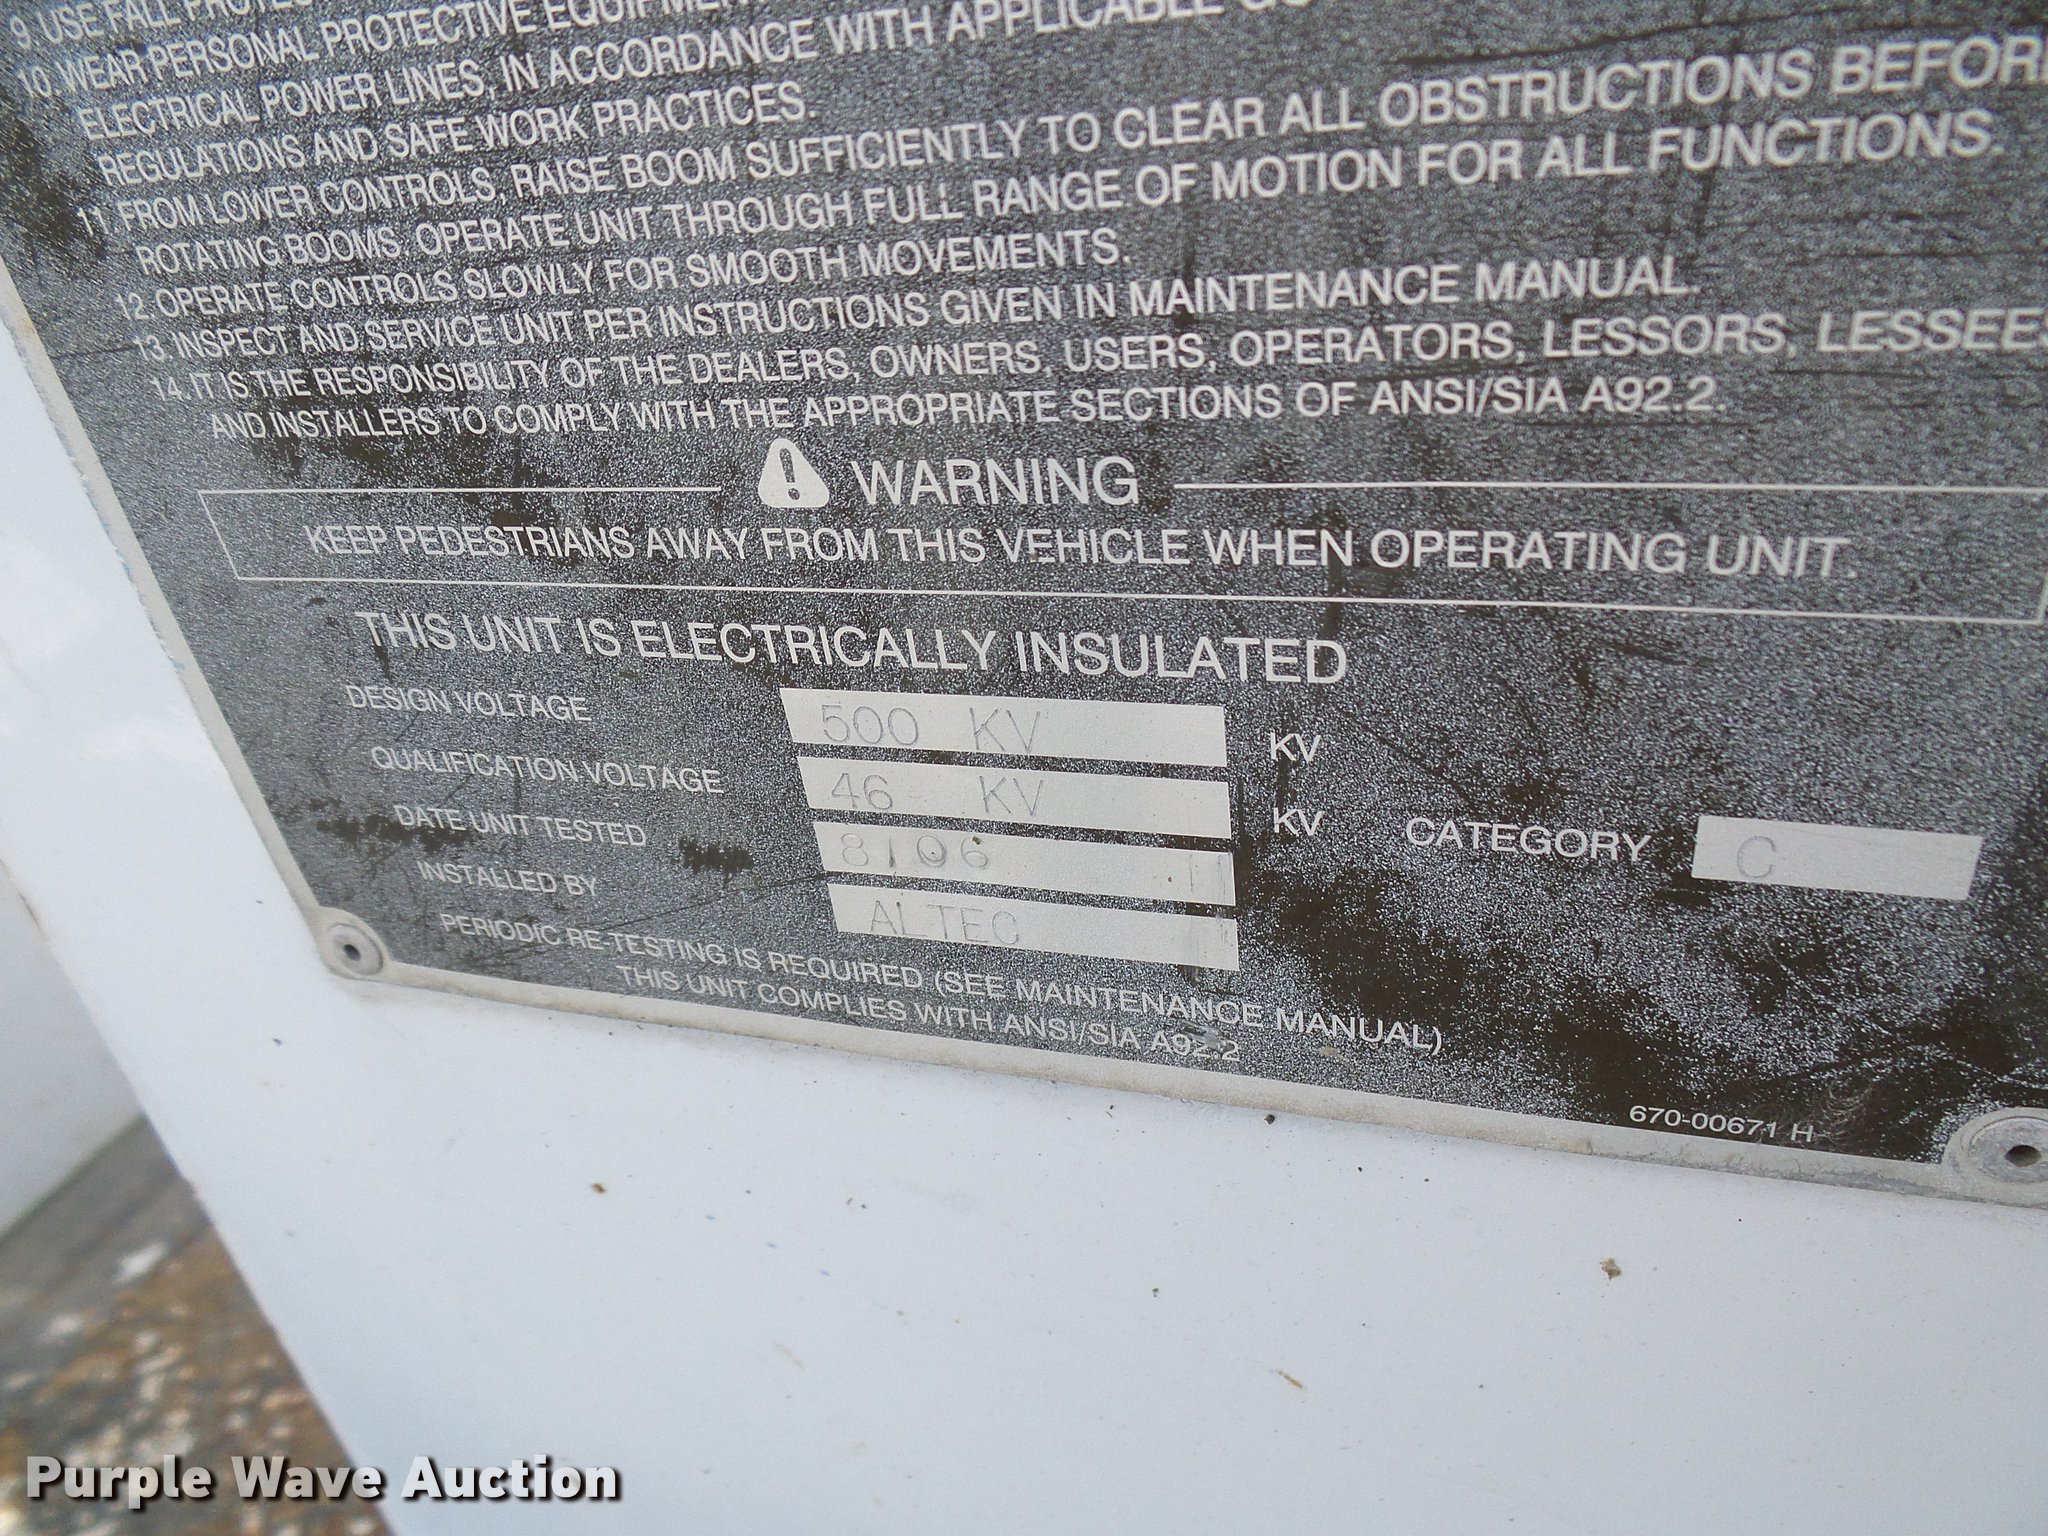 9. USE FALL
10. WEAR PERSONAL PROTECTIVE EQUIPMENT
ELECTRICAL POWER LINES, IN ACCORDANCE WITH APPLICABLE
REGULATIONS AND SAFE WORK PRACTICES.
11. FROM LOWER CONTROLS, RAISE BOOM SUFFICIENTLY TO CLEAR ALL OBSTRUCTIONS BEFORE
ROTATING BOOMS. OPERATE UNIT THROUGH FULL RANGE OF MOTION FOR ALL FUNCTIONS.
12. OPERATE CONTROLS SLOWLY FOR SMOOTH MOVEMENTS.
13. INSPECT AND SERVICE UNIT PER INSTRUCTIONS GIVEN IN MAINTENANCE MANUAL.
14. IT IS THE RESPONSIBILITY OF THE DEALERS, OWNERS, USERS, OPERATORS, LESSORS, LESSEES
AND INSTALLERS TO COMPLY WITH THE APPROPRIATE SECTIONS OF ANSI/SIA A92.2.
WARNING
KEEP PEDESTRIANS AWAY FROM THIS VEHICLE WHEN OPERATING UNIT.
THIS UNIT IS ELECTRICALLY INSULATED
DESIGN VOLTAGE 500 KV KV
QUALIFICATION VOLTAGE 46 KV KV CATEGORY C
DATE UNIT TESTED 8/06
INSTALLED BY ALTEC
PERIODIC RE-TESTING IS REQUIRED (SEE MAINTENANCE MANUAL)
THIS UNIT COMPLIES WITH ANSI/SIA A92.2
670-00671 H
Purple Wave Auction